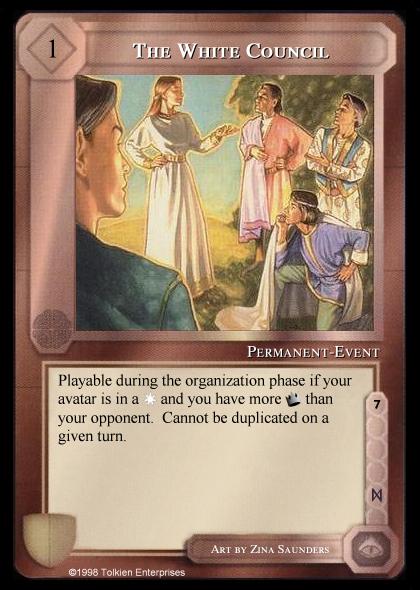 1
THE WHITE COUNCIL
PERMANENT-EVENT
Playable during the organization phase if your
avatar is in a and you have more than
your opponent. Cannot be duplicated on a
given turn.
7
ᛞ
ART BY ZINA SAUNDERS
©1998 Tolkien Enterprises